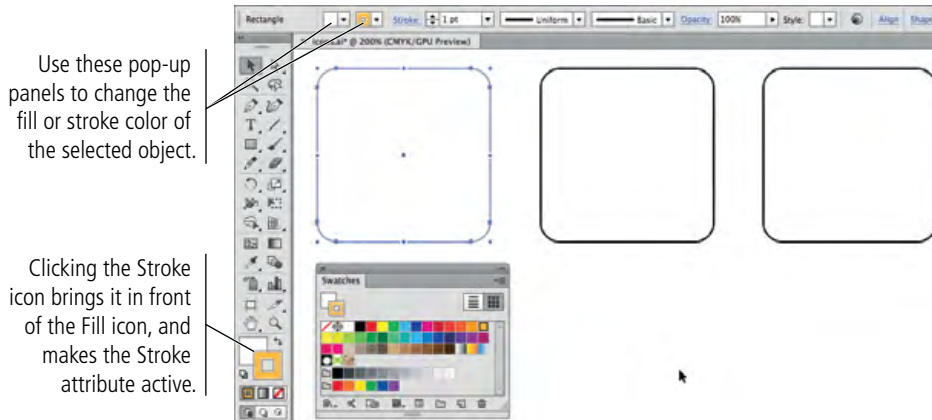 Rectangle Stroke: 1 pt Uniform Basic Opacity: 100% Style: Align Shape
icons.ai* @ 200% (CMYK/GPU Preview)
Use these pop-up
panels to change the
fill or stroke color of
the selected object.
Swatches
Clicking the Stroke
icon brings it in front
of the Fill icon, and
makes the Stroke
attribute active.